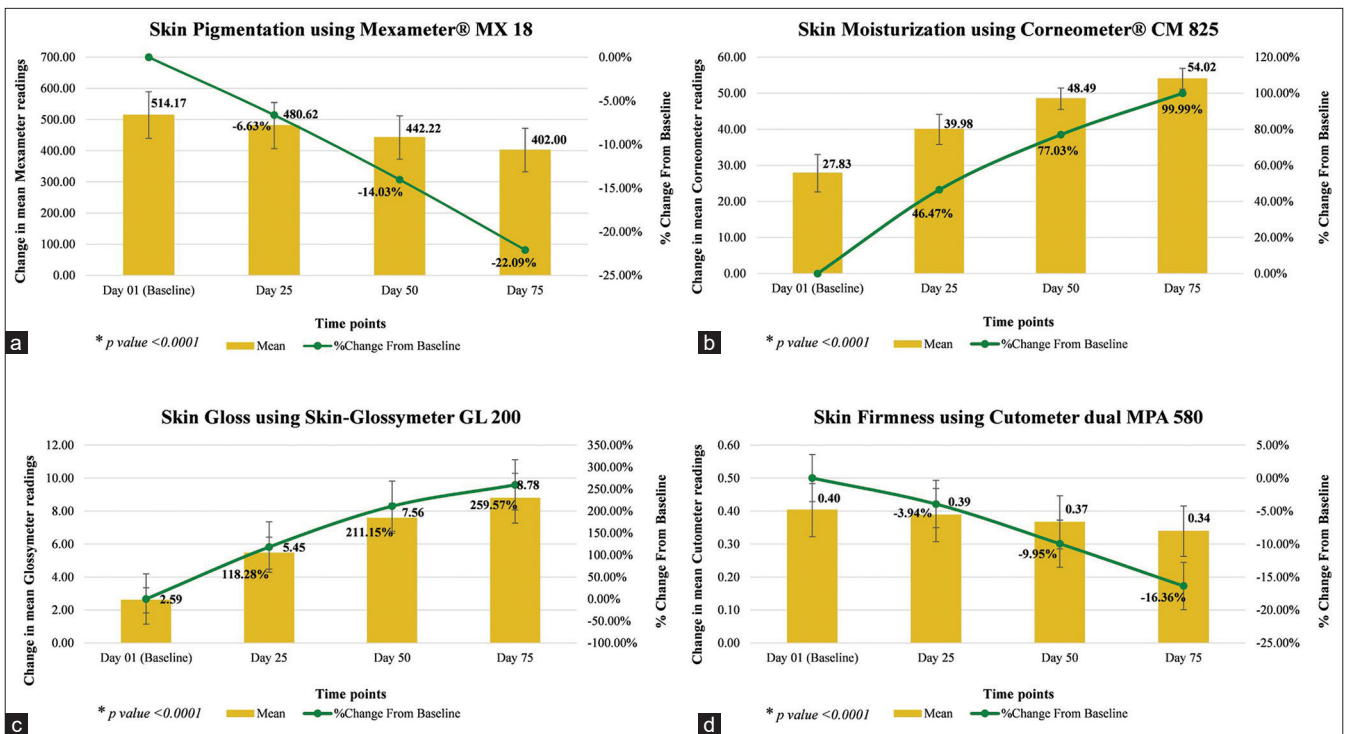 Skin Pigmentation using Mexameter® MX 18
Change in mean Mexameter readings
700.00
600.00
500.00
400.00
300.00
200.00
100.00
0.00
514.17
480.62
442.22
402.00
-6.63%
-14.03%
-22.09%
0.00%
-5.00%
-10.00%
-15.00%
-20.00%
-25.00%
% Change From Baseline
Day 01 (Baseline)
Day 25
Day 50
Day 75
Time points
* p value <0.0001
Mean
%Change From Baseline
a
Skin Moisturization using Corneometer® CM 825
Change in mean Corneometer readings
60.00
50.00
40.00
30.00
20.00
10.00
0.00
27.83
39.98
48.49
54.02
46.47%
77.03%
99.99%
120.00%
100.00%
80.00%
60.00%
40.00%
20.00%
0.00%
% Change From Baseline
Day 01 (Baseline)
Day 25
Day 50
Day 75
Time points
* p value <0.0001
Mean
%Change From Baseline
b
Skin Gloss using Skin-Glossymeter GL 200
Change in mean Glossymeter readings
12.00
10.00
8.00
6.00
4.00
2.00
0.00
2.59
5.45
7.56
8.78
118.28%
211.15%
259.57%
350.00%
300.00%
250.00%
200.00%
150.00%
100.00%
50.00%
0.00%
-50.00%
-100.00%
% Change From Baseline
Day 01 (Baseline)
Day 25
Day 50
Day 75
Time points
* p value <0.0001
Mean
%Change From Baseline
c
Skin Firmness using Cutometer dual MPA 580
Change in mean Cutometer readings
0.60
0.50
0.40
0.30
0.20
0.10
0.00
0.40
0.39
0.37
0.34
-3.94%
-9.95%
-16.36%
5.00%
0.00%
-5.00%
-10.00%
-15.00%
-20.00%
-25.00%
% Change From Baseline
Day 01 (Baseline)
Day 25
Day 50
Day 75
Time points
* p value <0.0001
Mean
%Change From Baseline
d